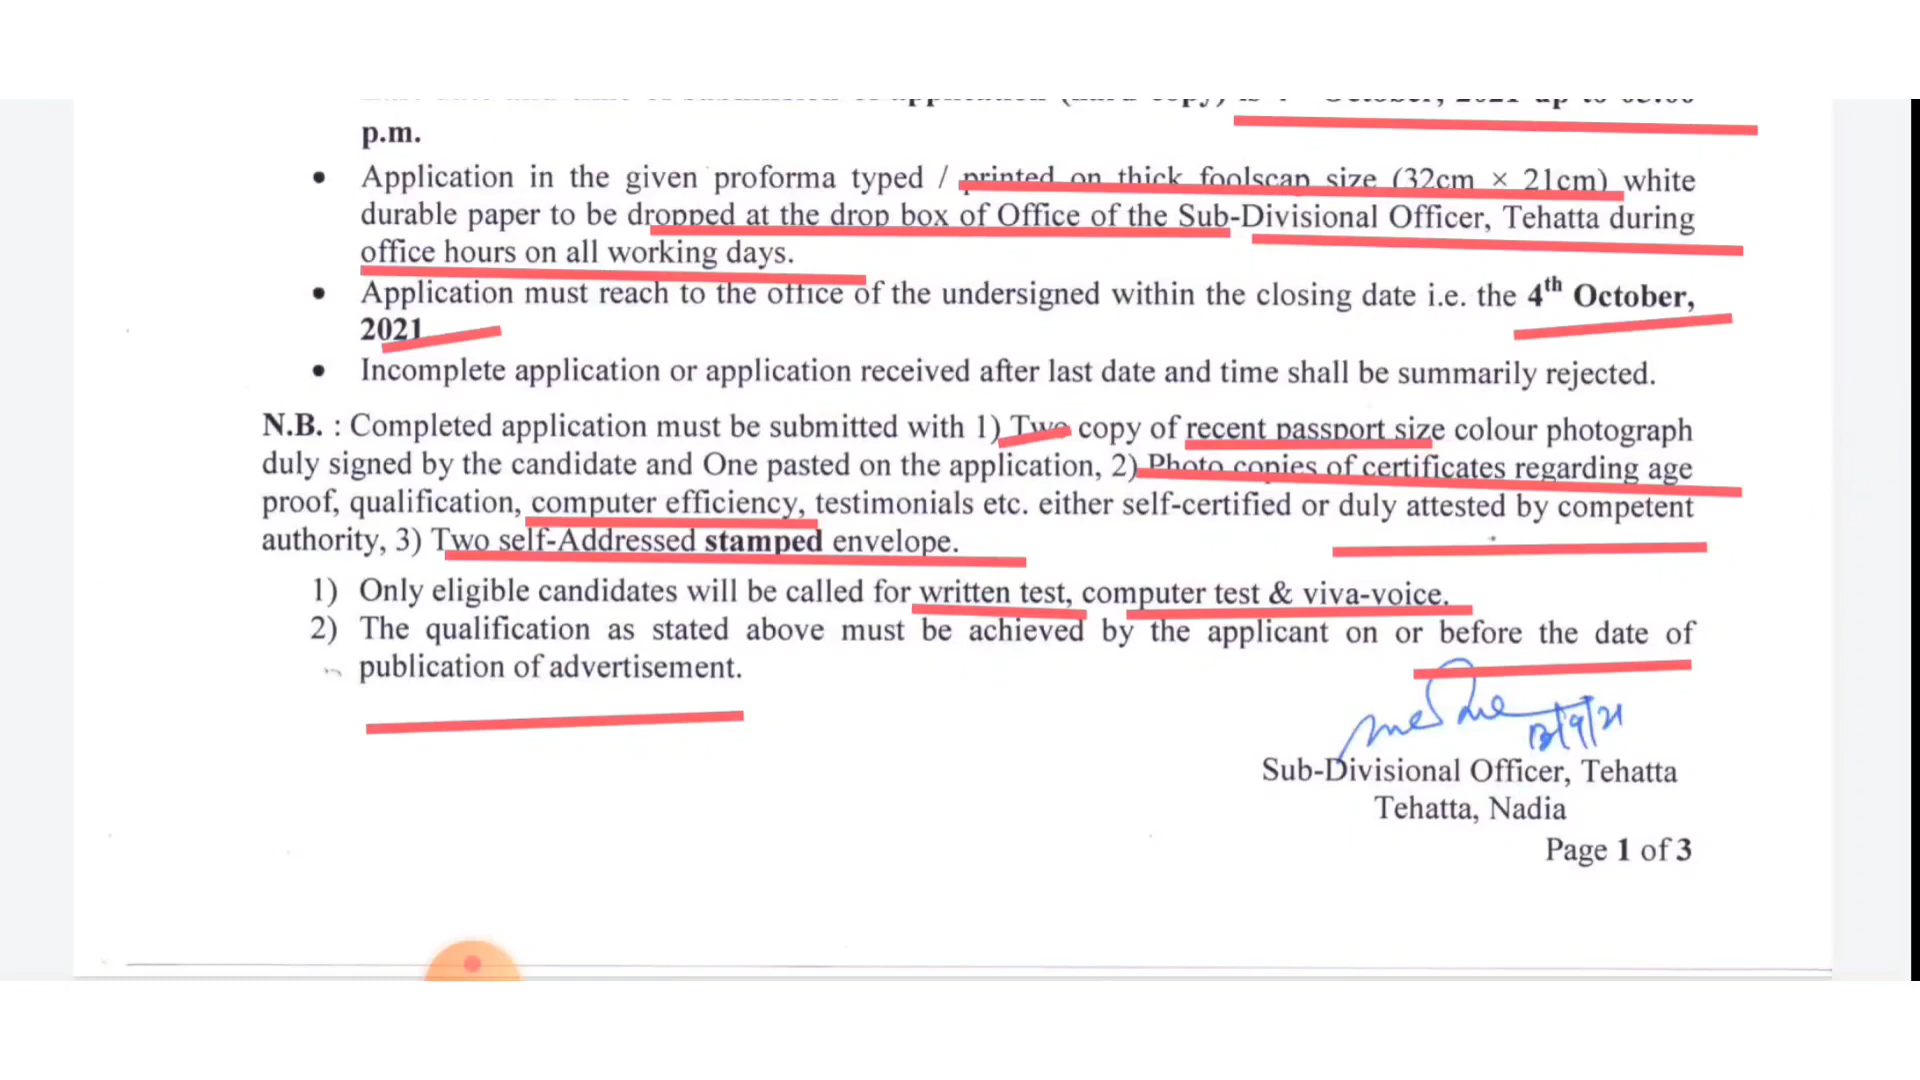 p.m.
• Application in the given proforma typed / printed on thick foolscap size (32cm × 21cm) white
durable paper to be dropped at the drop box of Office of the Sub-Divisional Officer, Tehatta during
office hours on all working days.
• Application must reach to the office of the undersigned within the closing date i.e. the 4th October,
2021
• Incomplete application or application received after last date and time shall be summarily rejected.
N.B. : Completed application must be submitted with 1) Two copy of recent passport size colour photograph
duly signed by the candidate and One pasted on the application, 2) Photo copies of certificates regarding age
proof, qualification, computer efficiency, testimonials etc. either self-certified or duly attested by competent
authority, 3) Two self-Addressed stamped envelope.
1) Only eligible candidates will be called for written test, computer test & viva-voice.
2) The qualification as stated above must be achieved by the applicant on or before the date of
publication of advertisement.
Sub-Divisional Officer, Tehatta
Tehatta, Nadia
Page 1 of 3